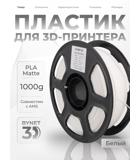 ПЛАСТИК
ДЛЯ 3D-ПРИНТЕРА
PLA
Matte
1000g
Совместим
с AMS
BYNET
3D
Белый